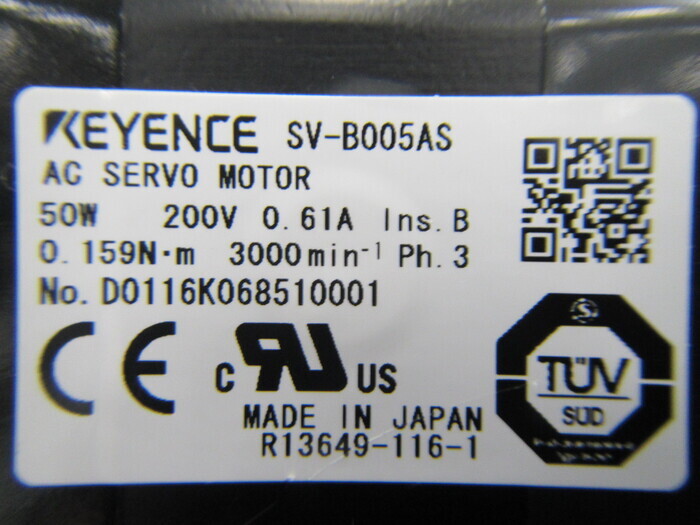 KEYENCE SV-B005AS
AC SERVO MOTOR
50W 200V 0.61A Ins.B
0.159N·m 3000min-1 Ph.3
No.D0116K068510001
CE
c RU US
TÜV
SÜD
MADE IN JAPAN
R13649-116-1